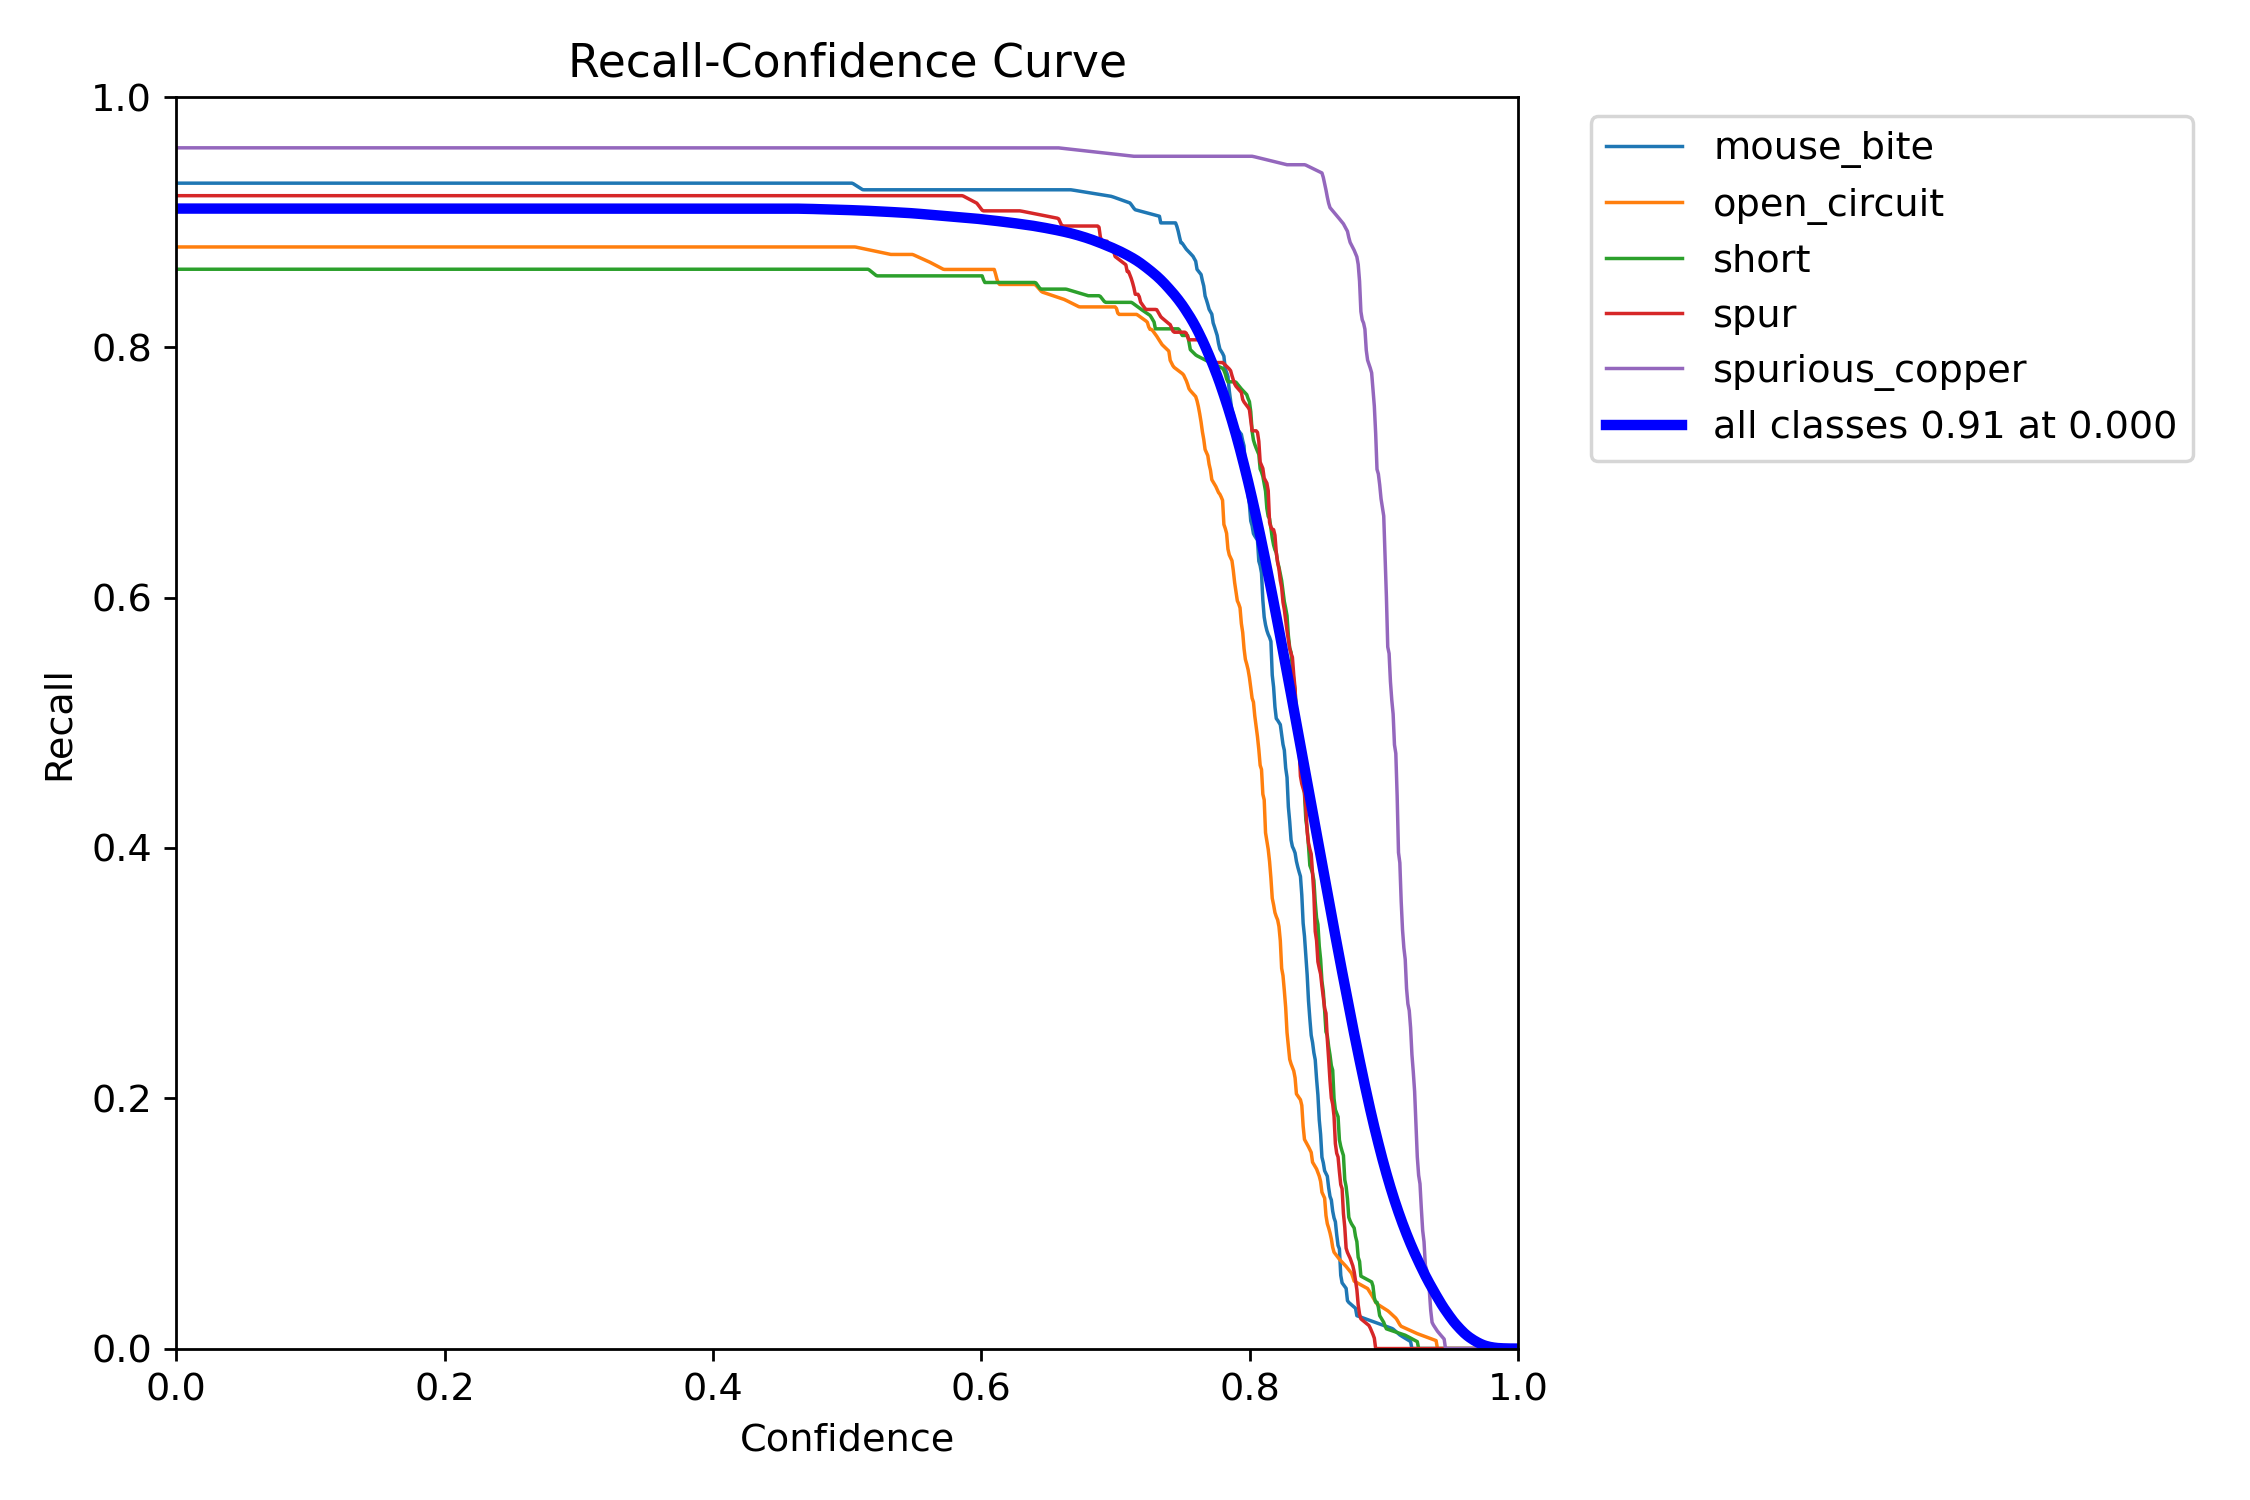 Recall-Confidence Curve
1.0
0.8
0.6
0.4
0.2
0.0
Recall
0.0 0.2 0.4 0.6 0.8 1.0
Confidence
mouse_bite
open_circuit
short
spur
spurious_copper
all classes 0.91 at 0.000